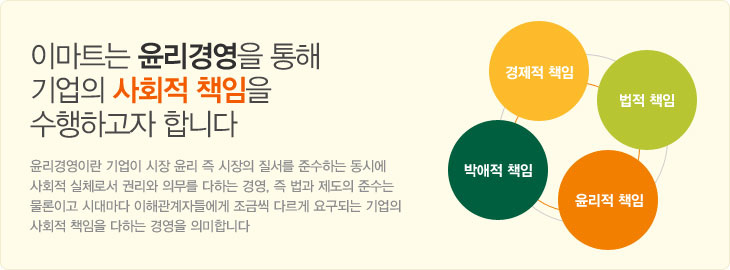 이마트는 윤리경영을 통해
기업의 사회적 책임을
수행하고자 합니다
윤리경영이란 기업이 시장 윤리 즉 시장의 질서를 준수하는 동시에
사회적 실체로서 권리와 의무를 다하는 경영, 즉 법과 제도의 준수는
물론이고 시대마다 이해관계자들에게 조금씩 다르게 요구되는 기업의
사회적 책임을 다하는 경영을 의미합니다
경제적 책임
법적 책임
박애적 책임
윤리적 책임